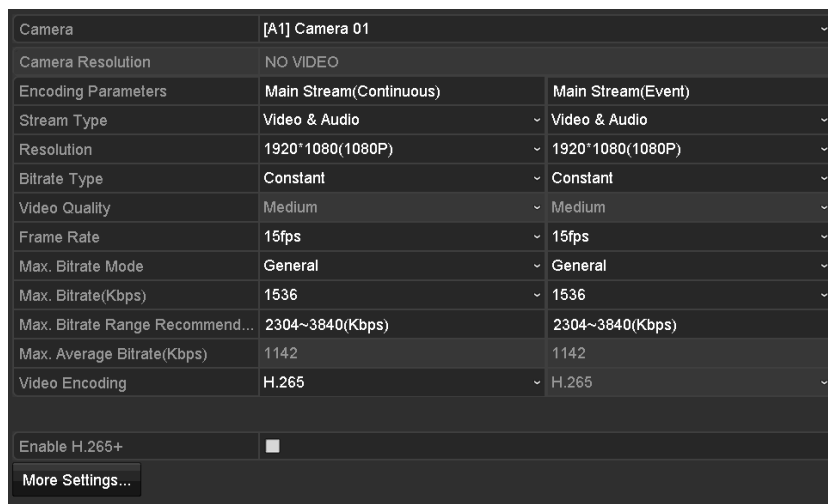 Camera [A1] Camera 01
Camera Resolution NO VIDEO
Encoding Parameters Main Stream(Continuous) Main Stream(Event)
Stream Type Video & Audio Video & Audio
Resolution 1920*1080(1080P) 1920*1080(1080P)
Bitrate Type Constant Constant
Video Quality Medium Medium
Frame Rate 15fps 15fps
Max. Bitrate Mode General General
Max. Bitrate(Kbps) 1536 1536
Max. Bitrate Range Recommend... 2304~3840(Kbps) 2304~3840(Kbps)
Max. Average Bitrate(Kbps) 1142 1142
Video Encoding H.265 H.265
Enable H.265+
More Settings...